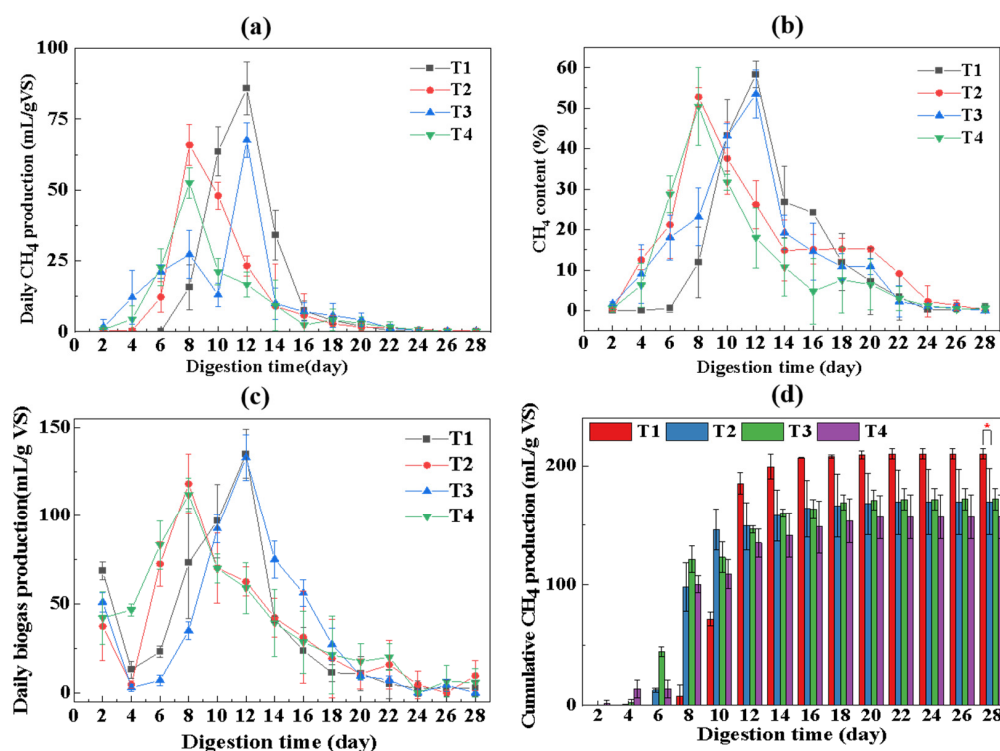 (a)
Daily CH4 production (mL/gVS)
100
75
50
25
0
T1
T2
T3
T4
2 4 6 8 10 12 14 16 18 20 22 24 26 28
Digestion time(day)
(b)
CH4 content (%)
60
50
40
30
20
10
0
T1
T2
T3
T4
2 4 6 8 10 12 14 16 18 20 22 24 26 28
Digestion time (day)
(c)
Daily biogas production(mL/g VS)
150
100
50
0
T1
T2
T3
T4
2 4 6 8 10 12 14 16 18 20 22 24 26 28
Digestion time (day)
(d)
Cumulative CH4 production (mL/g VS)
200
100
0
T1 T2 T3 T4
*
2 4 6 8 10 12 14 16 18 20 22 24 26 28
Digestion time (day)